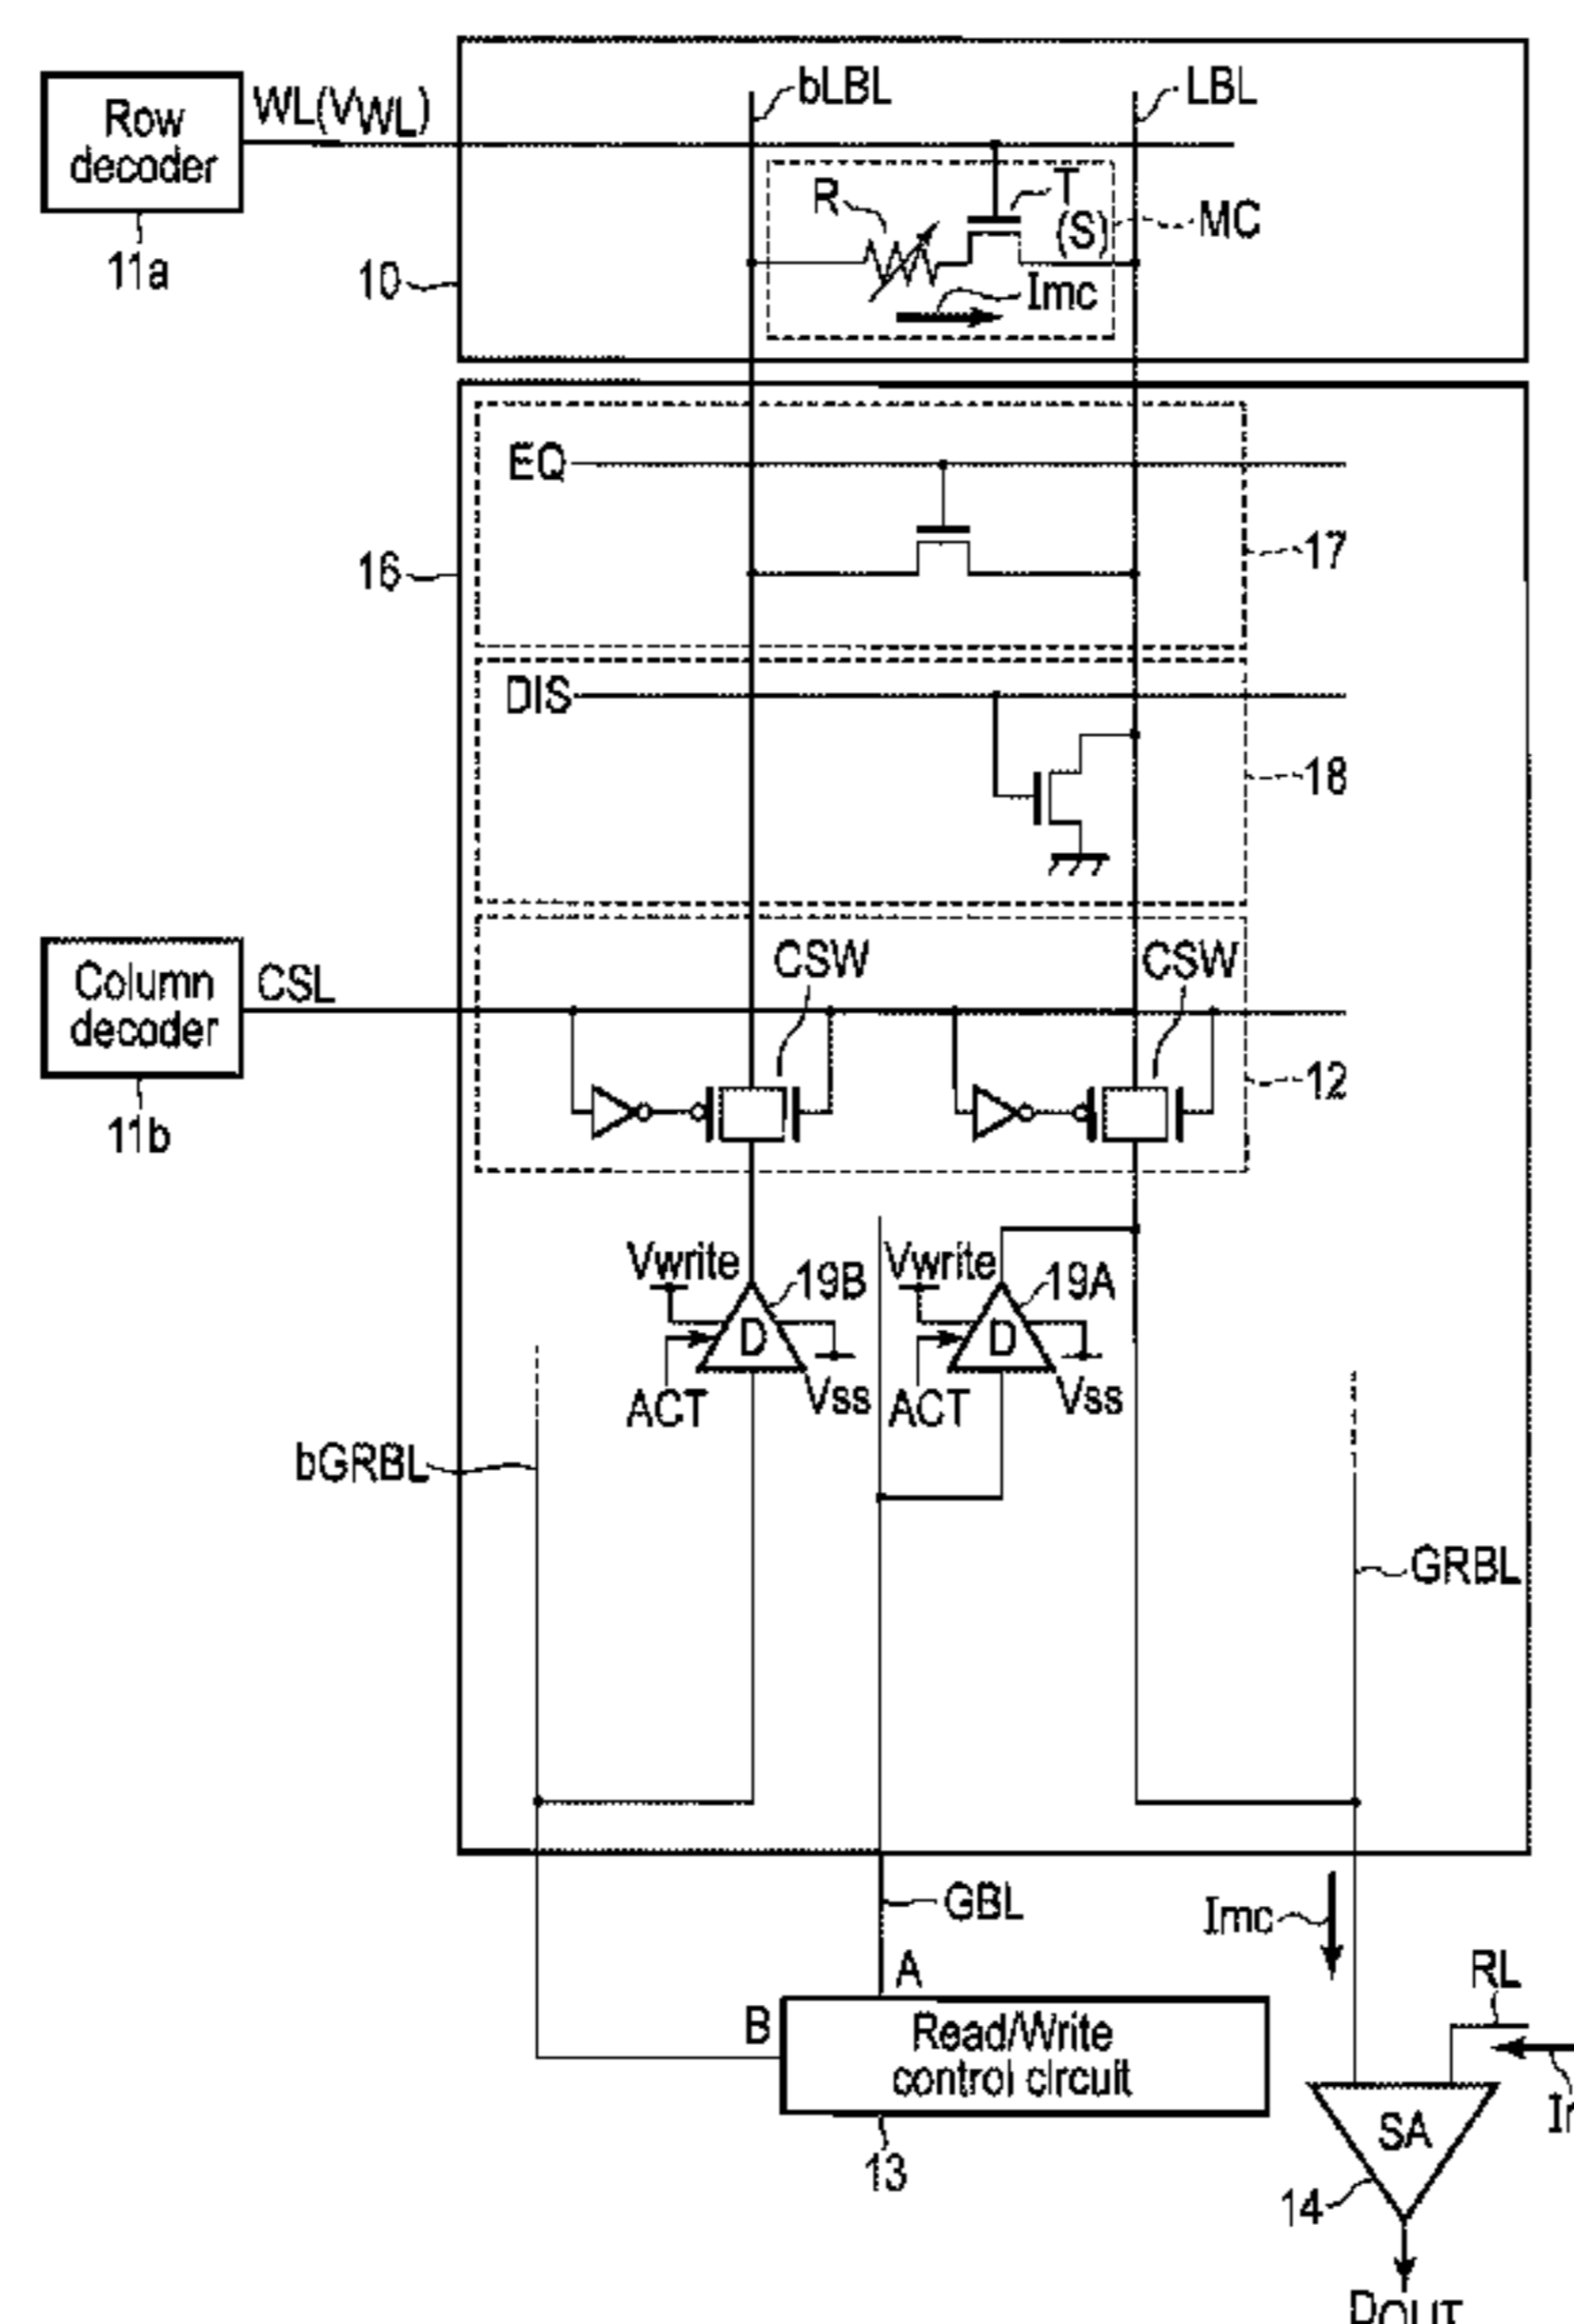 Row
decoder
11a
WL(VWL)
bLBL
LBL
R
T
(S)
MC
Imc
10
EQ
16
17
DIS
18
Column
decoder
11b
CSL
CSW
CSW
12
Vwrite
19B
D
ACT
Vss
Vwrite
19A
D
ACT
Vss
bGRBL
GRBL
GBL
Imc
A
B
Read/Write
control circuit
13
RL
SA
14
DOUT